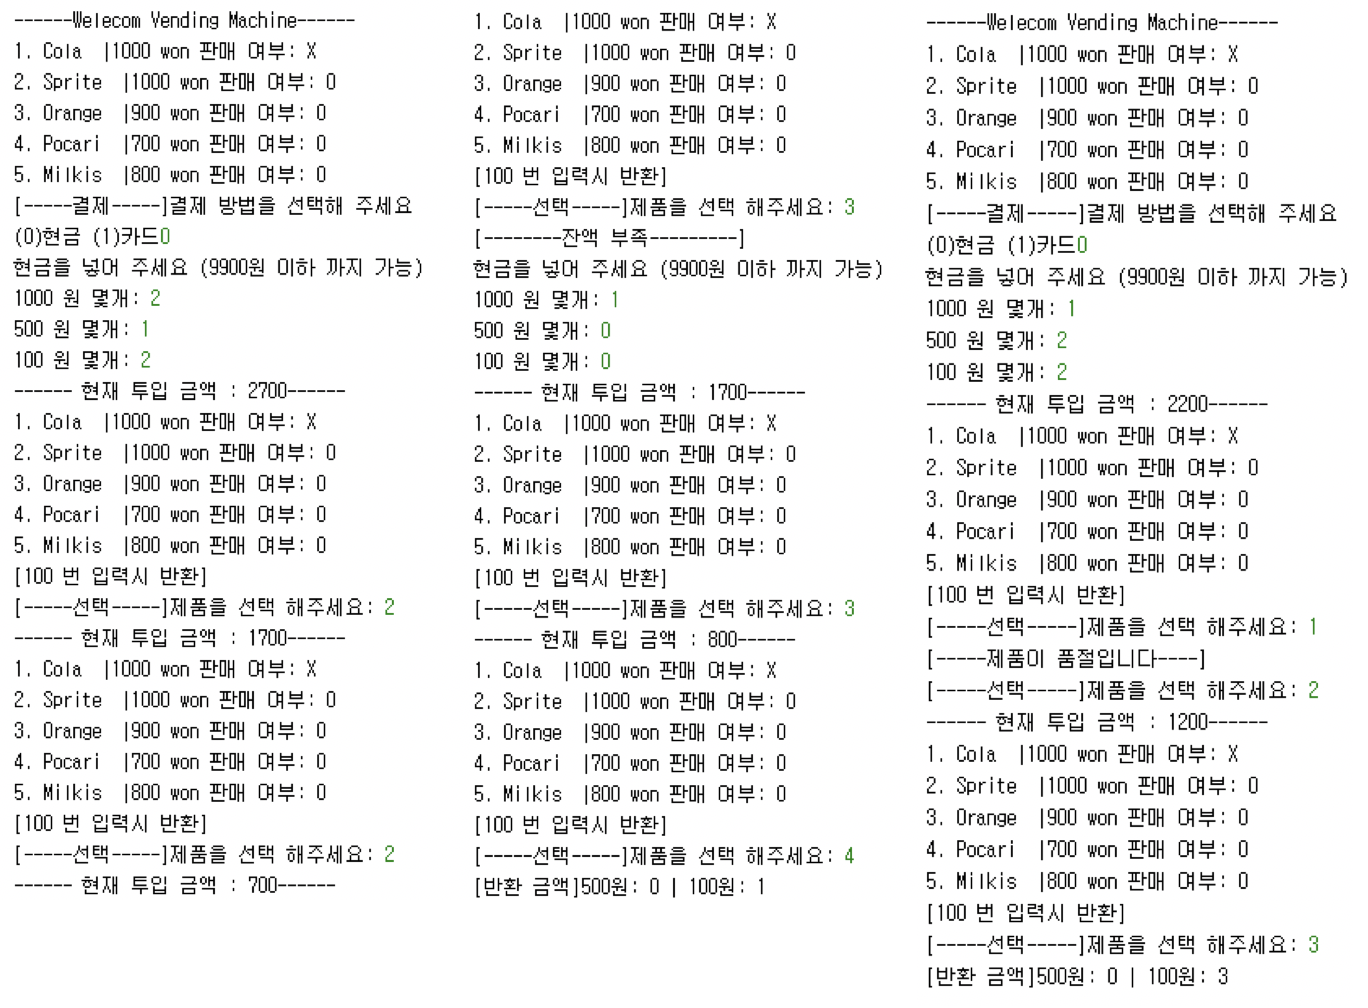 ------Welecom Vending Machine------
1. Cola  |1000 won 판매 여부: X
2. Sprite  |1000 won 판매 여부: O
3. Orange  |900 won 판매 여부: O
4. Pocari  |700 won 판매 여부: O
5. Milkis  |800 won 판매 여부: O
[-----결제-----]결제 방법을 선택해 주세요
(0)현금 (1)카드0
현금을 넣어 주세요 (9900원 이하 까지 가능)
1000 원 몇개: 2
500 원 몇개: 1
100 원 몇개: 2
------ 현재 투입 금액 : 2700------
1. Cola  |1000 won 판매 여부: X
2. Sprite  |1000 won 판매 여부: O
3. Orange  |900 won 판매 여부: O
4. Pocari  |700 won 판매 여부: O
5. Milkis  |800 won 판매 여부: O
[100 번 입력시 반환]
[-----선택-----]제품을 선택 해주세요: 2
------ 현재 투입 금액 : 1700------
1. Cola  |1000 won 판매 여부: X
2. Sprite  |1000 won 판매 여부: O
3. Orange  |900 won 판매 여부: O
4. Pocari  |700 won 판매 여부: O
5. Milkis  |800 won 판매 여부: O
[100 번 입력시 반환]
[-----선택-----]제품을 선택 해주세요: 2
------ 현재 투입 금액 : 700------
1. Cola  |1000 won 판매 여부: X
2. Sprite  |1000 won 판매 여부: O
3. Orange  |900 won 판매 여부: O
4. Pocari  |700 won 판매 여부: O
5. Milkis  |800 won 판매 여부: O
[100 번 입력시 반환]
[-----선택-----]제품을 선택 해주세요: 3
[--------잔액 부족---------]
현금을 넣어 주세요 (9900원 이하 까지 가능)
1000 원 몇개: 1
500 원 몇개: 0
100 원 몇개: 0
------ 현재 투입 금액 : 1700------
1. Cola  |1000 won 판매 여부: X
2. Sprite  |1000 won 판매 여부: O
3. Orange  |900 won 판매 여부: O
4. Pocari  |700 won 판매 여부: O
5. Milkis  |800 won 판매 여부: O
[100 번 입력시 반환]
[-----선택-----]제품을 선택 해주세요: 3
------ 현재 투입 금액 : 800------
1. Cola  |1000 won 판매 여부: X
2. Sprite  |1000 won 판매 여부: O
3. Orange  |900 won 판매 여부: O
4. Pocari  |700 won 판매 여부: O
5. Milkis  |800 won 판매 여부: O
[100 번 입력시 반환]
[-----선택-----]제품을 선택 해주세요: 4
[반환 금액]500원: 0 | 100원: 1
------Welecom Vending Machine------
1. Cola  |1000 won 판매 여부: X
2. Sprite  |1000 won 판매 여부: O
3. Orange  |900 won 판매 여부: O
4. Pocari  |700 won 판매 여부: O
5. Milkis  |800 won 판매 여부: O
[-----결제-----]결제 방법을 선택해 주세요
(0)현금 (1)카드0
현금을 넣어 주세요 (9900원 이하 까지 가능)
1000 원 몇개: 1
500 원 몇개: 2
100 원 몇개: 2
------ 현재 투입 금액 : 2200------
1. Cola  |1000 won 판매 여부: X
2. Sprite  |1000 won 판매 여부: O
3. Orange  |900 won 판매 여부: O
4. Pocari  |700 won 판매 여부: O
5. Milkis  |800 won 판매 여부: O
[100 번 입력시 반환]
[-----선택-----]제품을 선택 해주세요: 1
[-----제품이 품절입니다----]
[-----선택-----]제품을 선택 해주세요: 2
------ 현재 투입 금액 : 1200------
1. Cola  |1000 won 판매 여부: X
2. Sprite  |1000 won 판매 여부: O
3. Orange  |900 won 판매 여부: O
4. Pocari  |700 won 판매 여부: O
5. Milkis  |800 won 판매 여부: O
[100 번 입력시 반환]
[-----선택-----]제품을 선택 해주세요: 3
[반환 금액]500원: 0 | 100원: 3